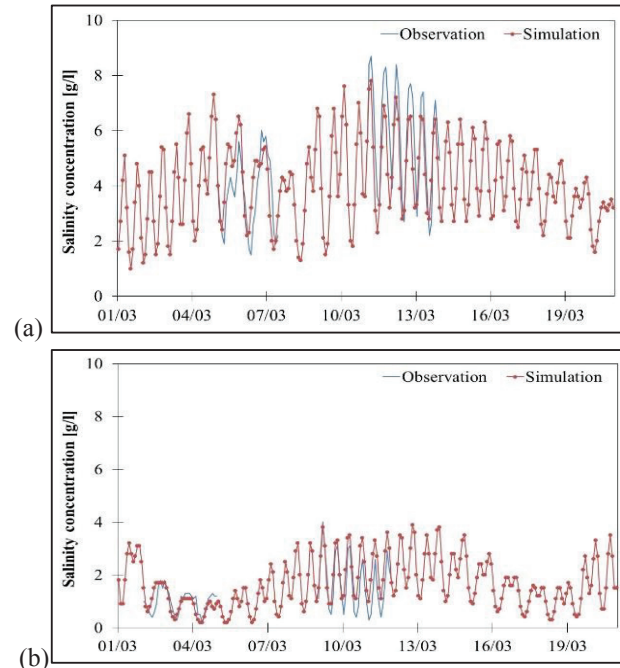 10
Observation Simulation
8
6
4
2
0
Salinity concentration [g/l]
01/03 04/03 07/03 10/03 13/03 16/03 19/03
(a)
10
Observation Simulation
8
6
4
2
0
Salinity concentration [g/l]
01/03 04/03 07/03 10/03 13/03 16/03 19/03
(b)